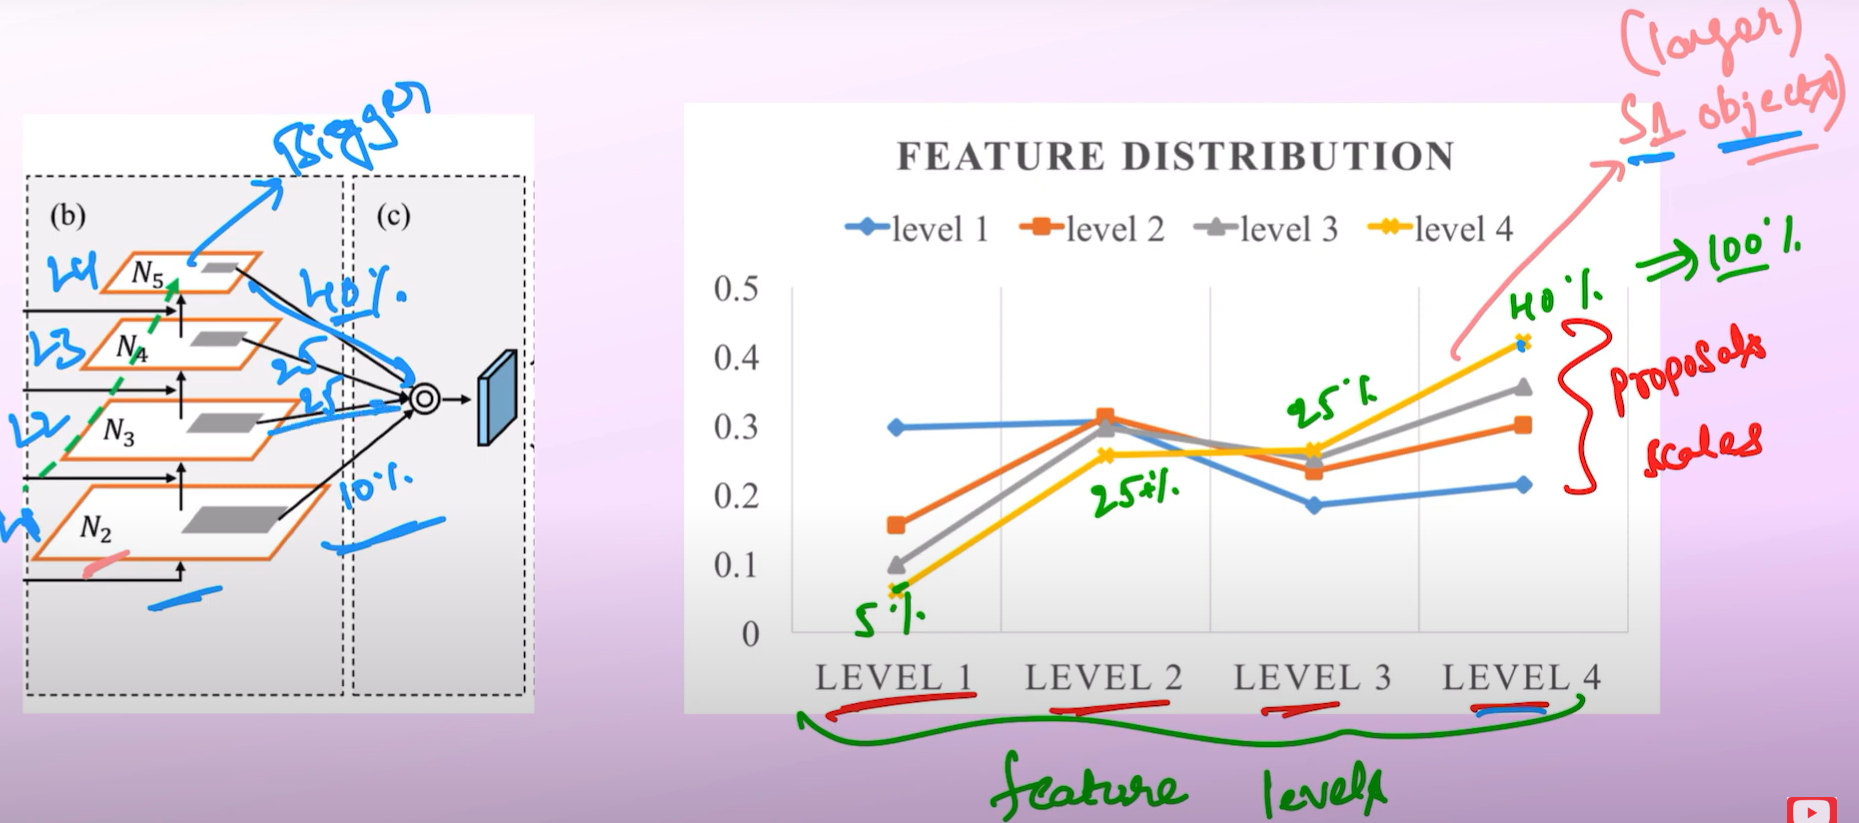 (larger)
S1 objects)
Bigger
FEATURE DISTRIBUTION
level 1 level 2 level 3 level 4
(b) (c)
L4 N5 40%.
L3 N4 25
L2 N3 25
N2 10%.
0.5
0.4
0.3
0.2
0.1
0
40%. ⇒ 100%.
25%
25%.
5%.
proposals
scales
LEVEL 1 LEVEL 2 LEVEL 3 LEVEL 4
feature levels